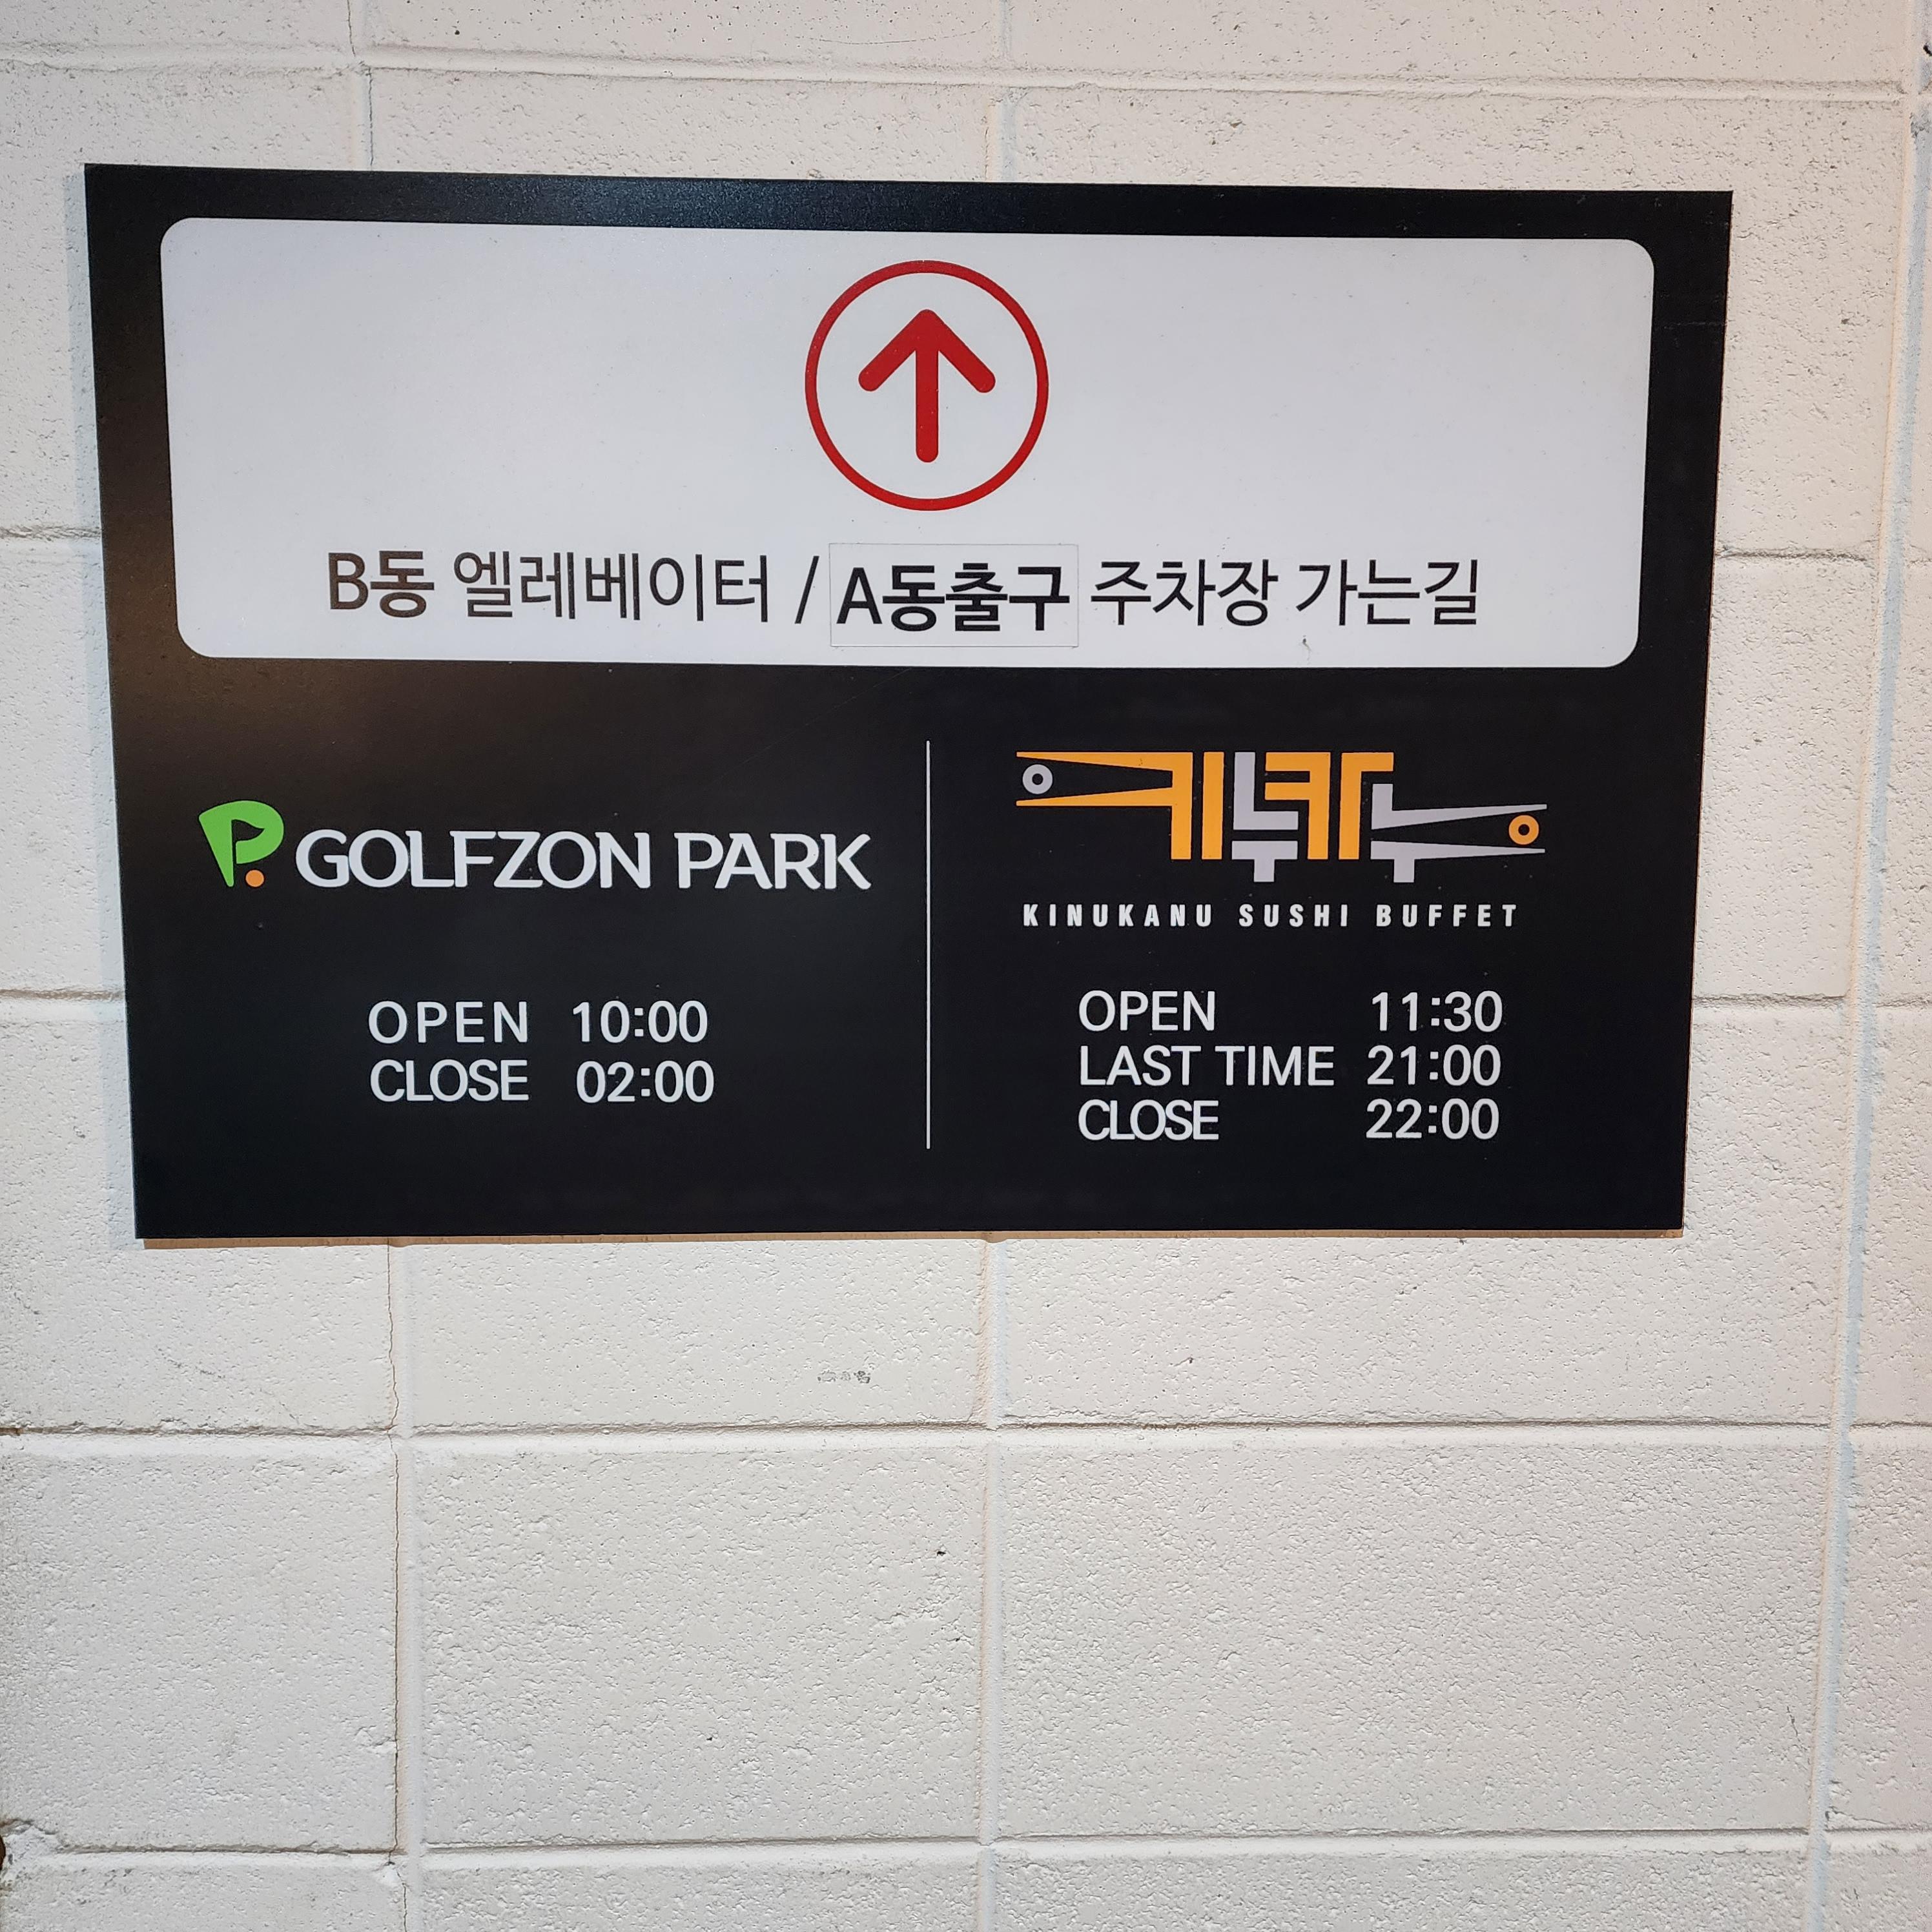 B동 엘레베이터 / A동출구 주차장 가는길
GOLFZON PARK
OPEN 10:00
CLOSE 02:00
키누카누
KINUKANU SUSHI BUFFET
OPEN 11:30
LAST TIME 21:00
CLOSE 22:00